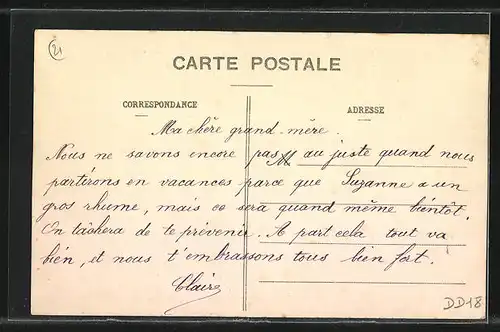 21
CARTE POSTALE
CORRESPONDANCE
ADRESSE
Ma chère grand-mère.
Nous ne savons encore pas au juste quand nous
partirons en vacances parce que Suzanne a un
gros rhume, mais ce sera quand même bientôt.
On tâchera de te prévenir. A part cela tout va
bien, et nous t'embrassons tous bien fort.
Claire
DD18